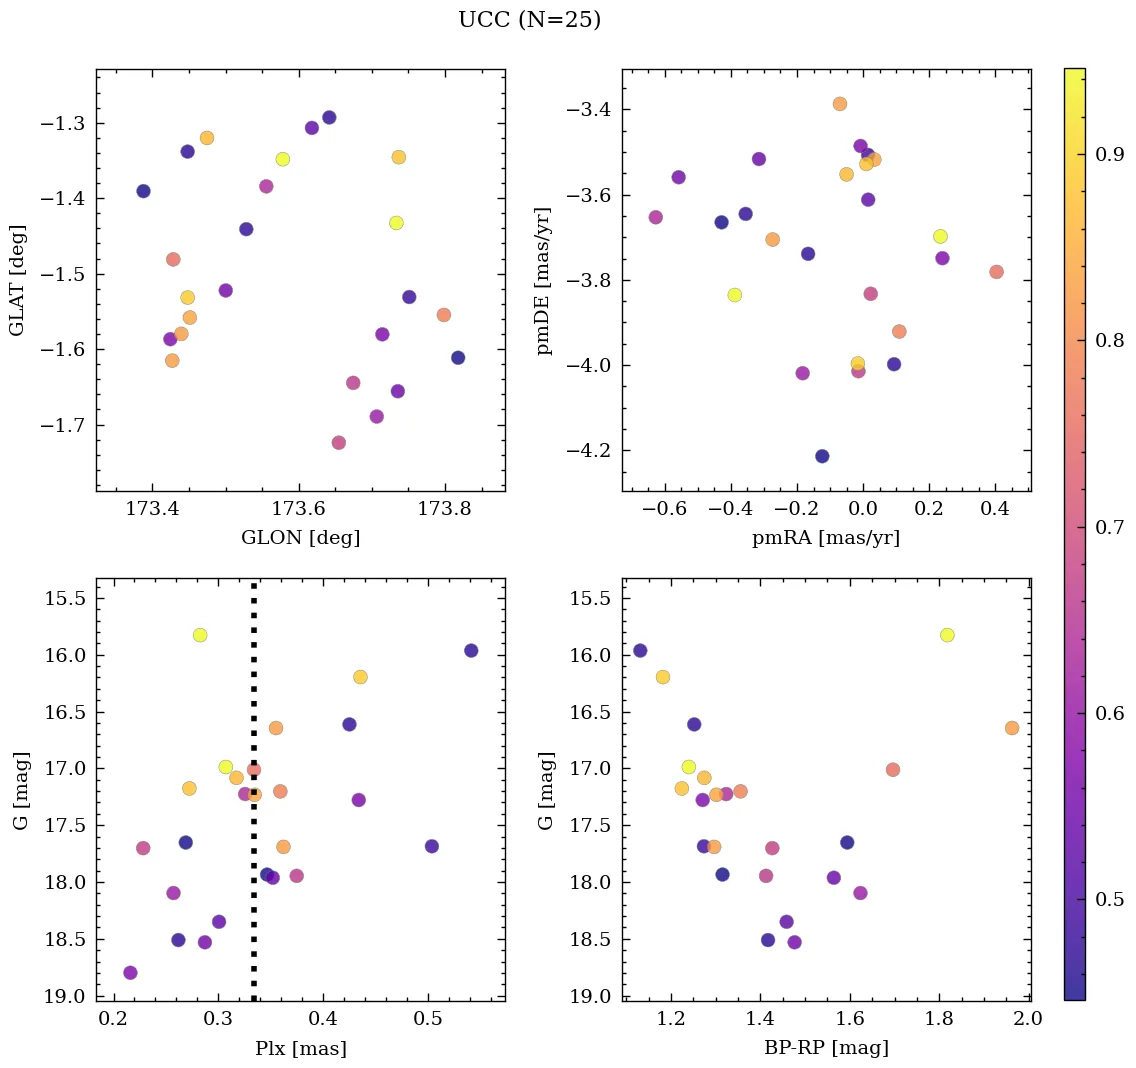 UCC (N=25)
−1.3
−1.4
−1.5
−1.6
−1.7
GLAT [deg]
173.4 173.6 173.8
GLON [deg]
−3.4
−3.6
−3.8
−4.0
−4.2
pmDE [mas/yr]
−0.6 −0.4 −0.2 0.0 0.2 0.4
pmRA [mas/yr]
15.5
16.0
16.5
17.0
17.5
18.0
18.5
19.0
G [mag]
0.2 0.3 0.4 0.5
Plx [mas]
15.5
16.0
16.5
17.0
17.5
18.0
18.5
19.0
G [mag]
1.2 1.4 1.6 1.8 2.0
BP-RP [mag]
0.9
0.8
0.7
0.6
0.5